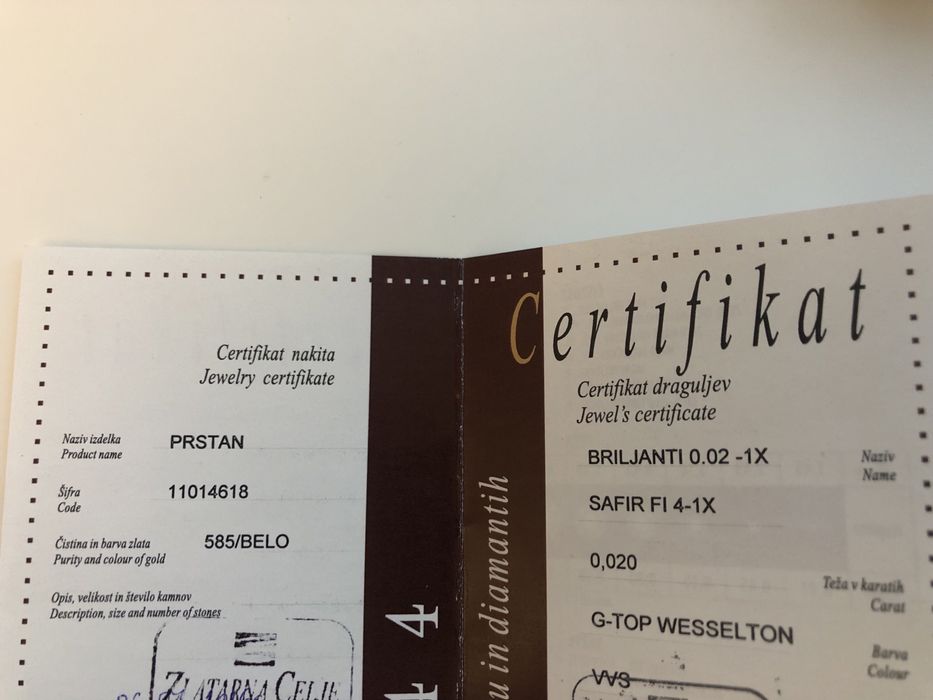 Certifikat nakita
Jewelry certifikate
Naziv izdelka
Product name
PRSTAN
Šifra
Code
11014618
Čistina in barva zlata
Purity and colour of gold
585/BELO
Opis, velikost in število kamnov
Description, size and number of stones
ZLATARNA CELJE
4
u in diamantih
Certifikat
Certifikat draguljev
Jewel's certificate
BRILJANTI 0.02 -1X
Naziv
Name
SAFIR FI 4-1X
0,020
Teža v karatih
Carat
G-TOP WESSELTON
Barva
Colour
VVS